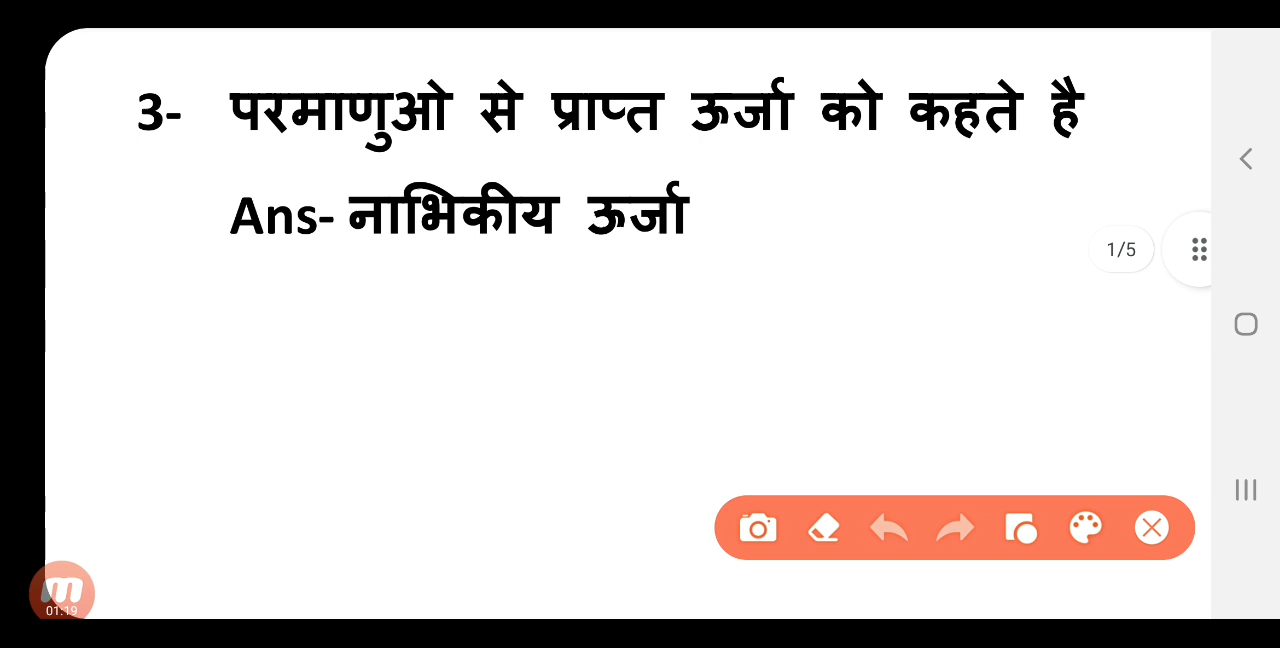 3- परमाणुओ से प्राप्त ऊर्जा को कहते है
Ans- नाभिकीय ऊर्जा
1/5
m
01:19